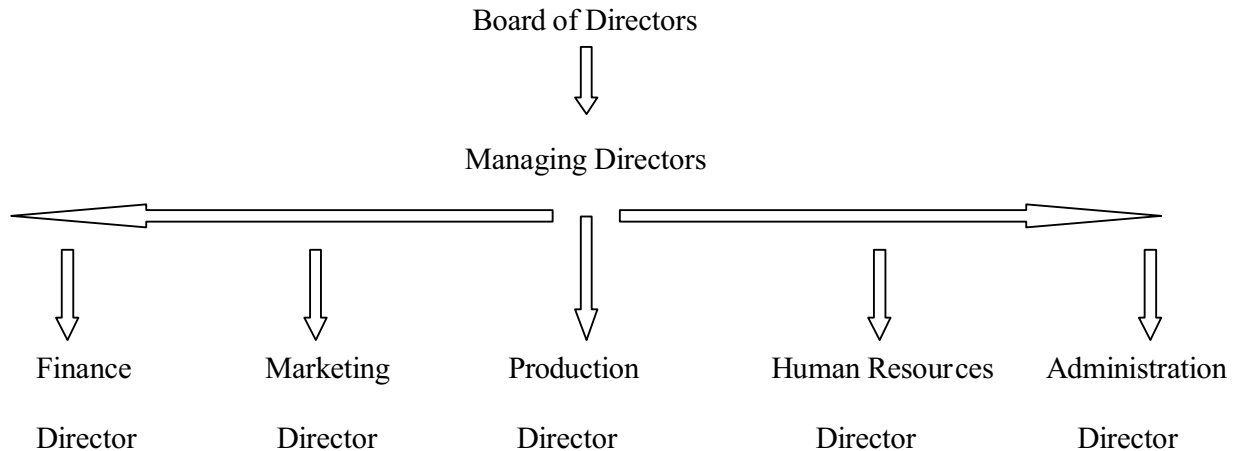 Board of Directors
Managing Directors
Finance Marketing Production Human Resources Administration
Director Director Director Director Director